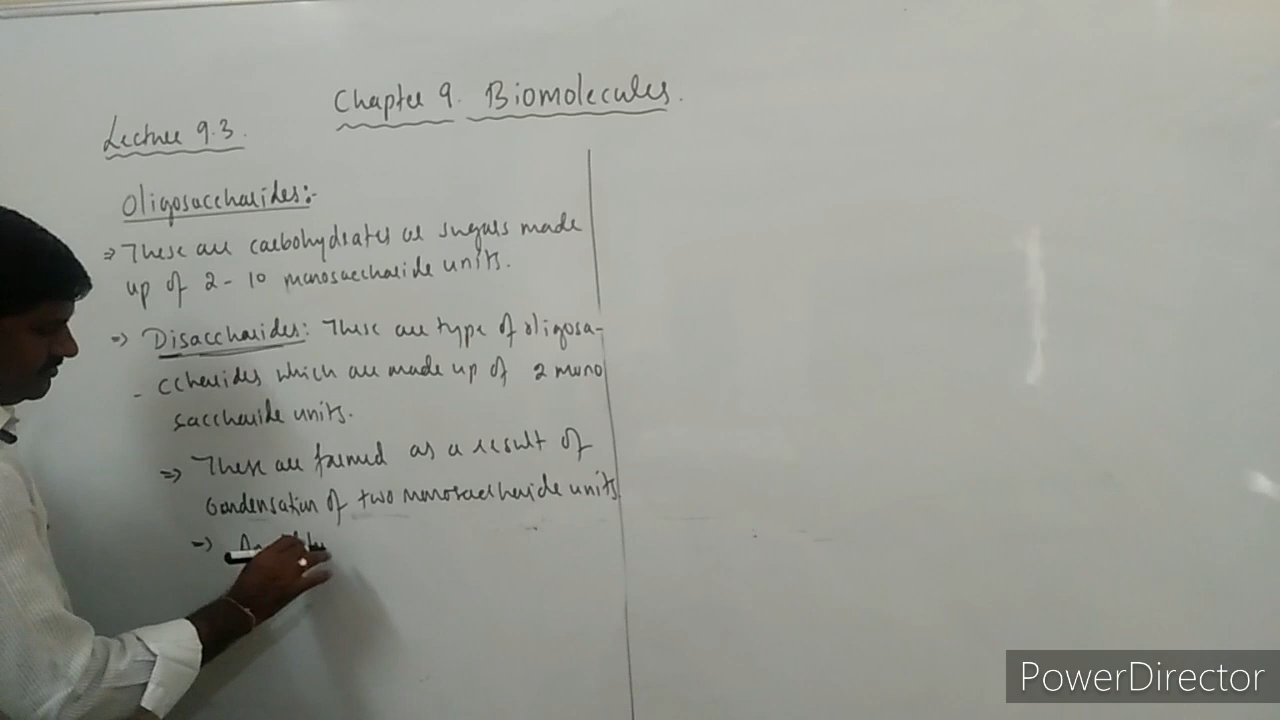 Chapter 9. Biomolecules.
Lecture 9.3.
Oligosaccharides:-
⇒ These are carbohydrates or sugars made
up of 2 - 10 monosaccharide units.
⇒ Disaccharides: These are type of oligosa-
- ccharides which are made up of 2 mono
saccharide units.
⇒ These are formed as a result of
Condensation of two monosaccharide units
⇒
PowerDirector